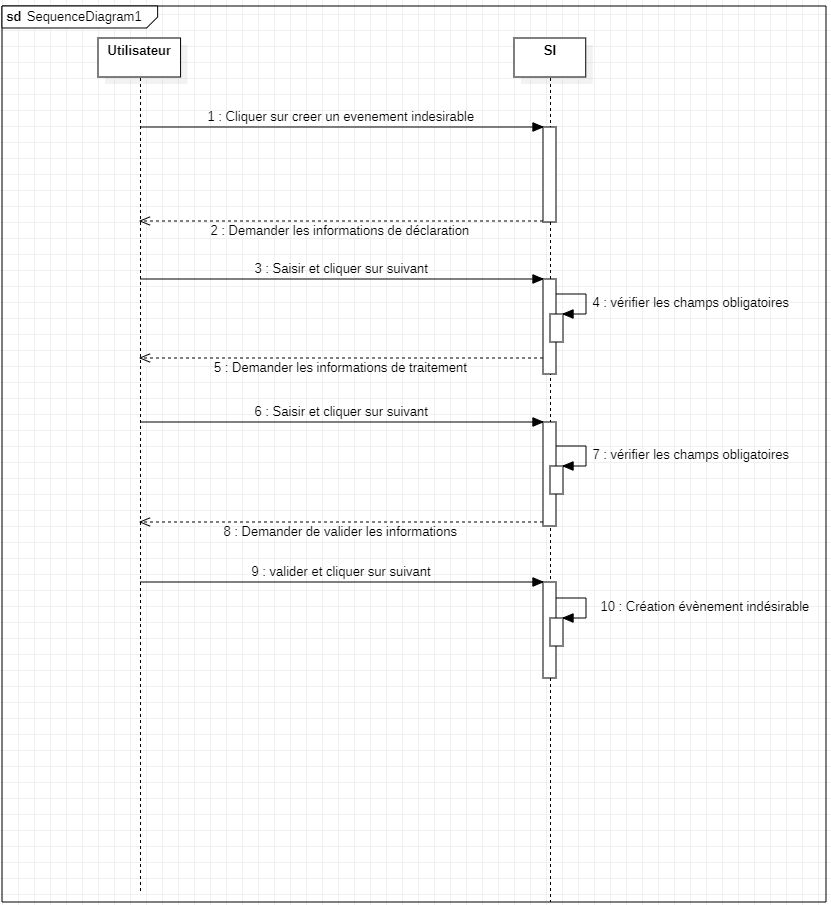 sd SequenceDiagram1
Utilisateur
SI
1 : Cliquer sur creer un evenement indesirable
2 : Demander les informations de déclaration
3 : Saisir et cliquer sur suivant
4 : vérifier les champs obligatoires
5 : Demander les informations de traitement
6 : Saisir et cliquer sur suivant
7 : vérifier les champs obligatoires
8 : Demander de valider les informations
9 : valider et cliquer sur suivant
10 : Création évènement indésirable